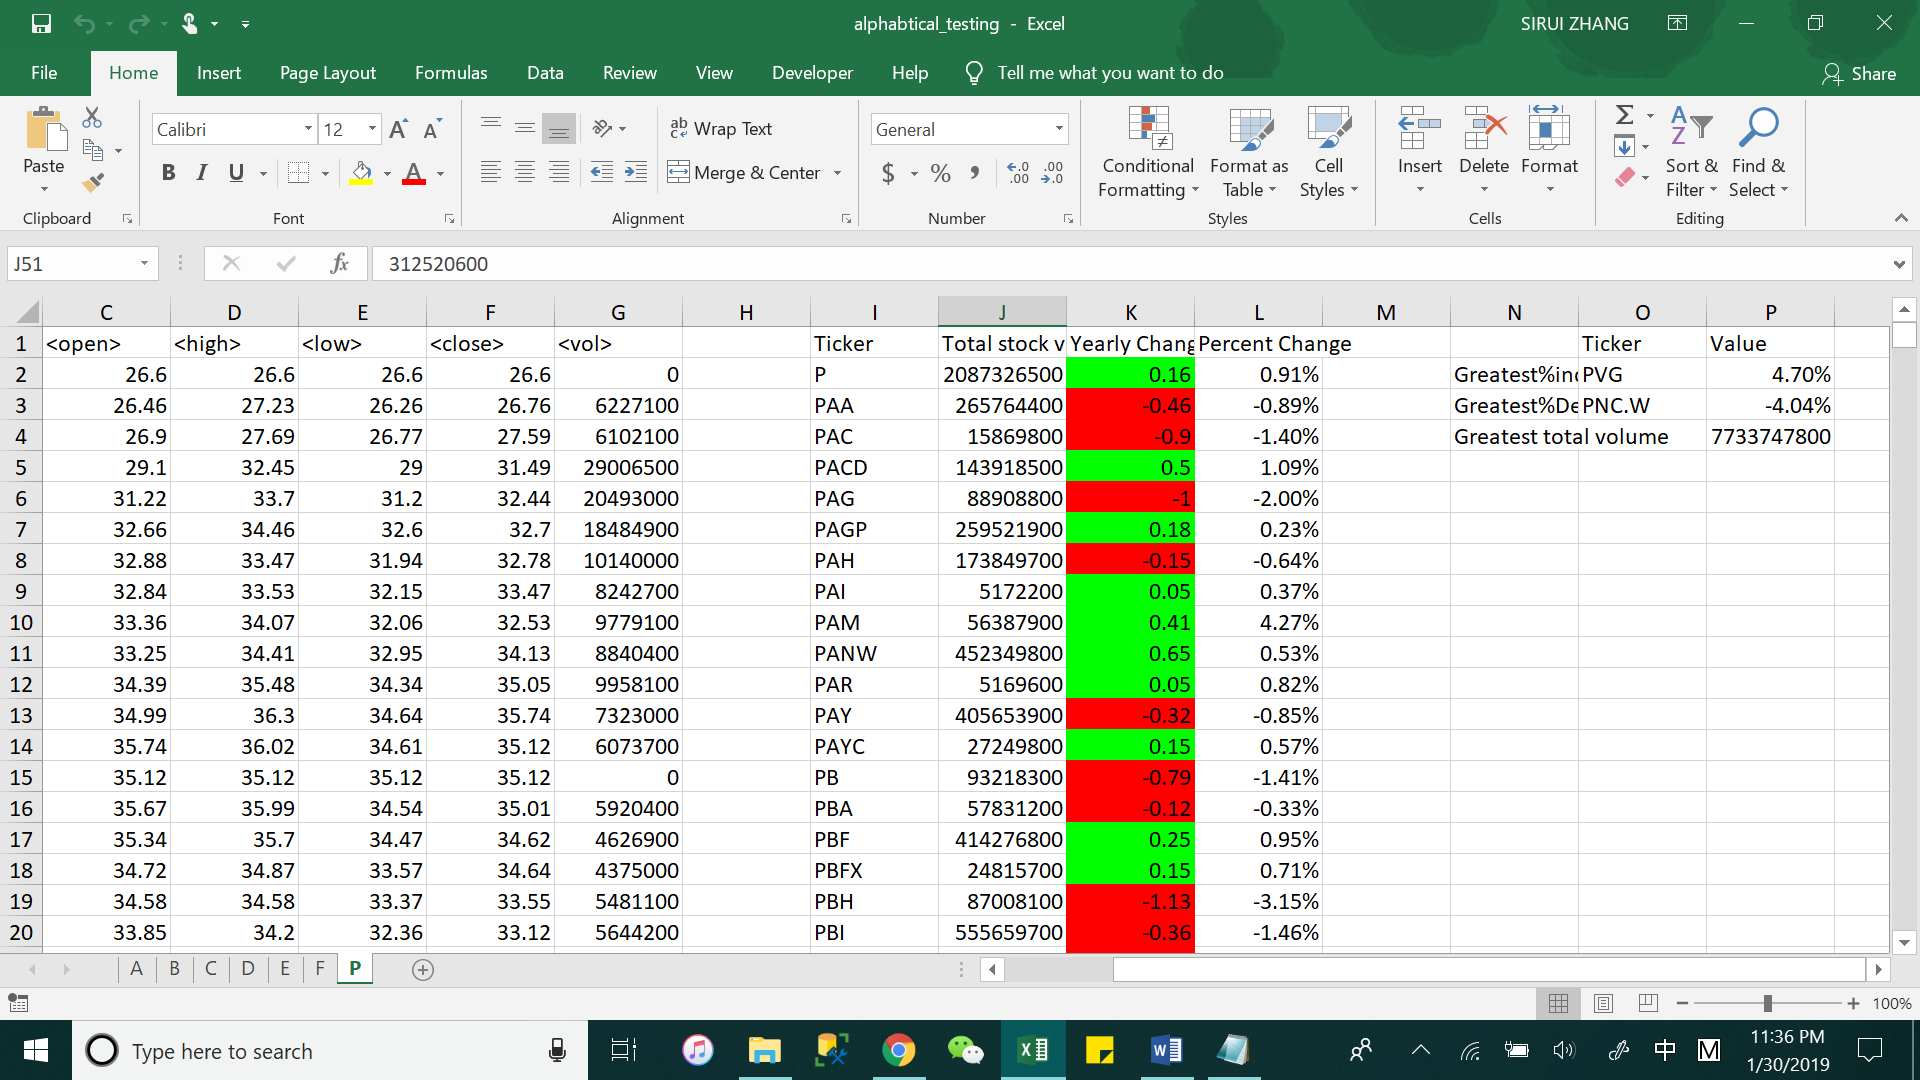 alphabtical_testing - Excel
SIRUI ZHANG
File Home Insert Page Layout Formulas Data Review View Developer Help Tell me what you want to do Share
Paste
Clipboard
Calibri 12
B I U
Font
Wrap Text
Merge & Center
Alignment
General
$ % ,
Number
Conditional Formatting
Format as Table
Cell Styles
Styles
Insert Delete Format
Cells
Sort & Filter
Find & Select
Editing
J51 fx 312520600
C D E F G H I J K L M N O P
1 <open> <high> <low> <close> <vol> Ticker Total stock v Yearly Chang Percent Change Ticker Value
2 26.6 26.6 26.6 26.6 0 P 2087326500 0.16 0.91% Greatest%inc PVG 4.70%
3 26.46 27.23 26.26 26.76 6227100 PAA 265764400 -0.46 -0.89% Greatest%De PNC.W -4.04%
4 26.9 27.69 26.77 27.59 6102100 PAC 15869800 -0.9 -1.40% Greatest total volume 7733747800
5 29.1 32.45 29 31.49 29006500 PACD 143918500 0.5 1.09%
6 31.22 33.7 31.2 32.44 20493000 PAG 88908800 -1 -2.00%
7 32.66 34.46 32.6 32.7 18484900 PAGP 259521900 0.18 0.23%
8 32.88 33.47 31.94 32.78 10140000 PAH 173849700 -0.15 -0.64%
9 32.84 33.53 32.15 33.47 8242700 PAI 5172200 0.05 0.37%
10 33.36 34.07 32.06 32.53 9779100 PAM 56387900 0.41 4.27%
11 33.25 34.41 32.95 34.13 8840400 PANW 452349800 0.65 0.53%
12 34.39 35.48 34.34 35.05 9958100 PAR 5169600 0.05 0.82%
13 34.99 36.3 34.64 35.74 7323000 PAY 405653900 -0.32 -0.85%
14 35.74 36.02 34.61 35.12 6073700 PAYC 27249800 0.15 0.57%
15 35.12 35.12 35.12 35.12 0 PB 93218300 -0.79 -1.41%
16 35.67 35.99 34.54 35.01 5920400 PBA 57831200 -0.12 -0.33%
17 35.34 35.7 34.47 34.62 4626900 PBF 414276800 0.25 0.95%
18 34.72 34.87 33.57 34.64 4375000 PBFX 24815700 0.15 0.71%
19 34.58 34.58 33.37 33.55 5481100 PBH 87008100 -1.13 -3.15%
20 33.85 34.2 32.36 33.12 5644200 PBI 555659700 -0.36 -1.46%
A B C D E F P
100%
Type here to search
中 M
11:36 PM
1/30/2019